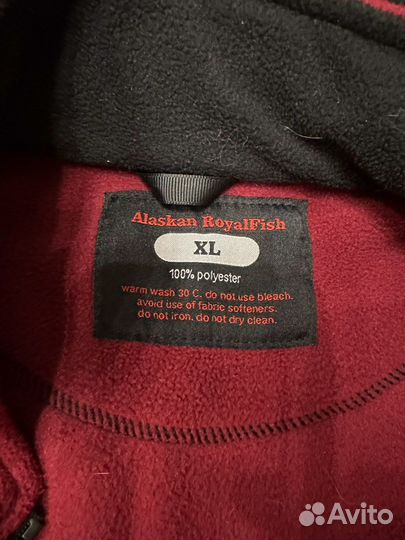 Alaskan RoyalFish
XL
100% polyester
warm wash 30 C. do not use bleach.
avoid use of fabric softeners.
do not iron. do not dry clean.
Avito